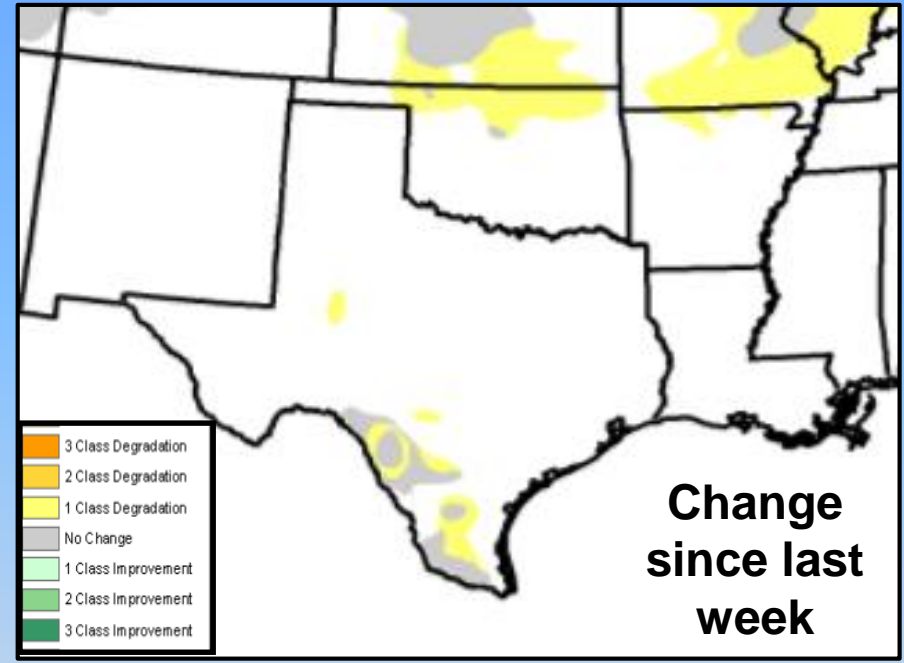 3 Class Degradation
2 Class Degradation
1 Class Degradation
No Change
1 Class Improvement
2 Class Improvement
3 Class Improvement
Change
since last
week